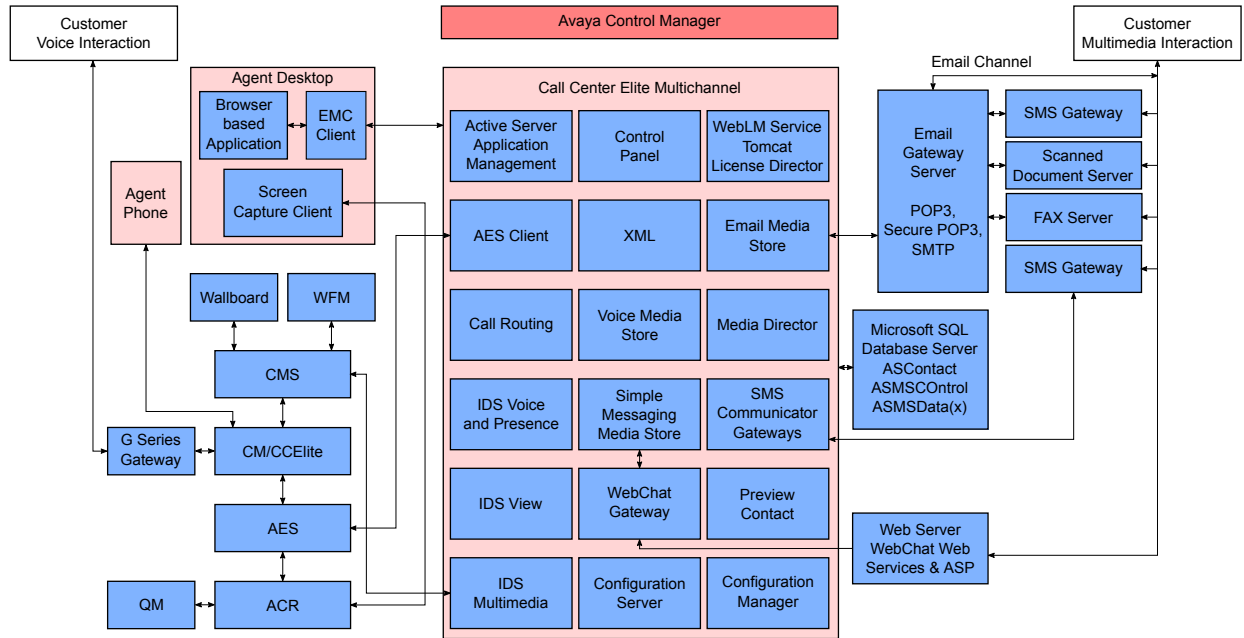 Customer
Voice Interaction
Avaya Control Manager
Customer
Multimedia Interaction
Email Channel
Agent Desktop
Browser
based
Application
EMC
Client
Screen
Capture Client
Agent
Phone
Call Center Elite Multichannel
Active Server
Application
Management
Control
Panel
WebLM Service
Tomcat
License Director
AES Client
XML
Email Media
Store
Call Routing
Voice Media
Store
Media Director
IDS Voice
and Presence
Simple
Messaging
Media Store
SMS
Communicator
Gateways
IDS View
WebChat
Gateway
Preview
Contact
IDS
Multimedia
Configuration
Server
Configuration
Manager
Email
Gateway
Server
POP3,
Secure POP3,
SMTP
SMS Gateway
Scanned
Document Server
FAX Server
SMS Gateway
Microsoft SQL
Database Server
ASContact
ASMSCOntrol
ASMSData(x)
Web Server
WebChat Web
Services & ASP
Wallboard
WFM
CMS
G Series
Gateway
CM/CCElite
AES
QM
ACR